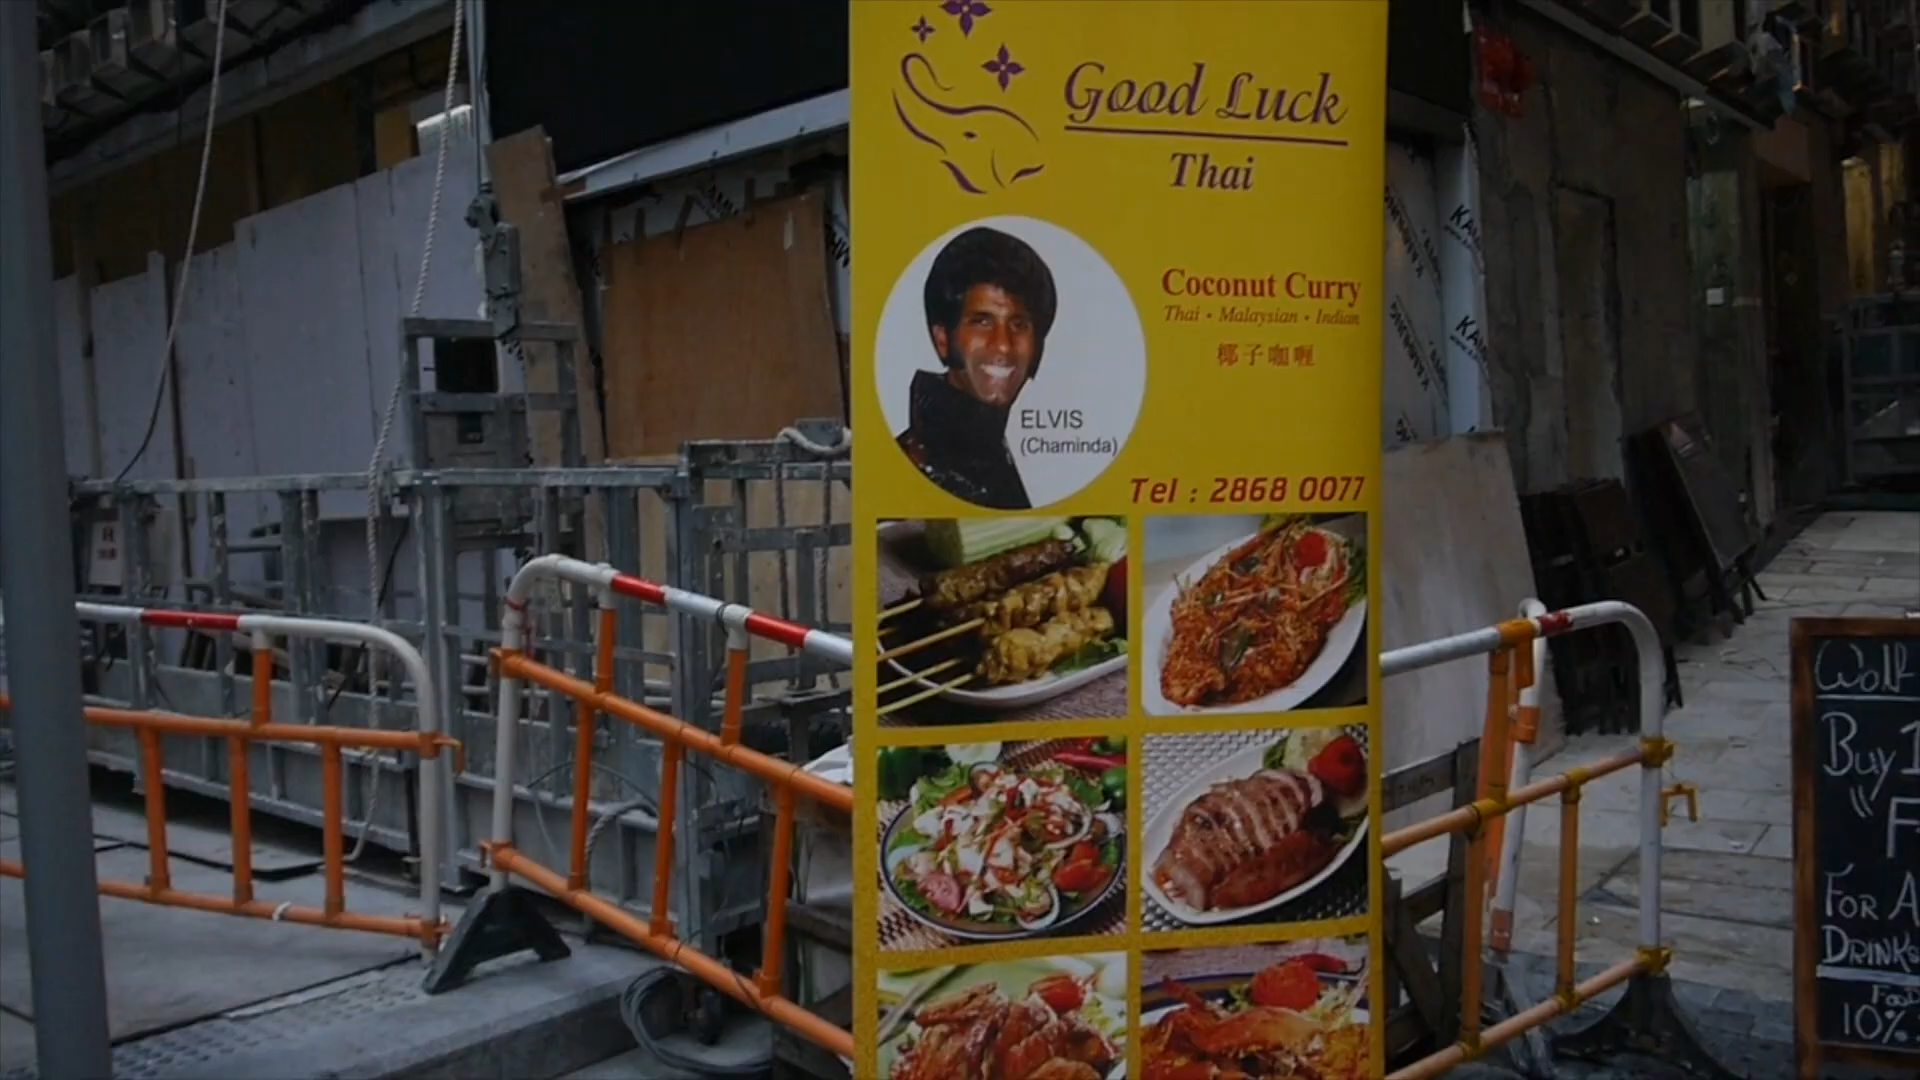 Good Luck
Thai
Coconut Curry
Thai • Malaysian • Indian
椰子咖喱
ELVIS
(Chaminda)
Tel : 2868 0077
Buy 1
FOR A
DRINKS
FOOD
10%